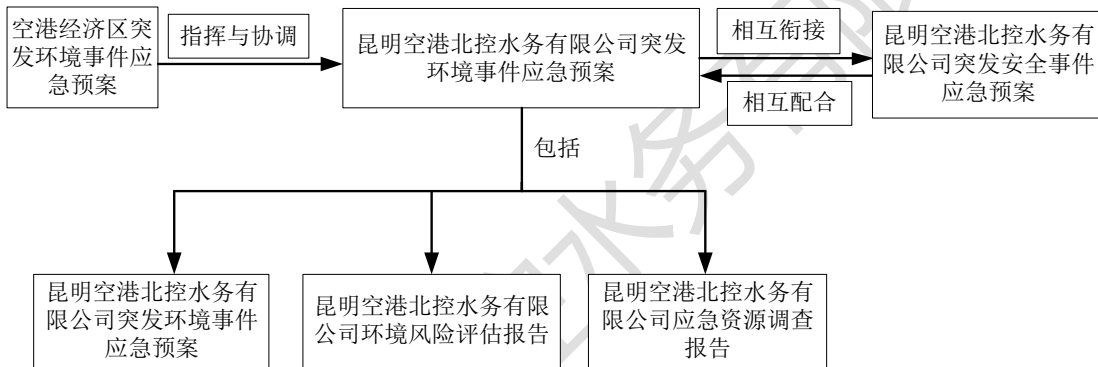 空港经济区突
发环境事件应
急预案
指挥与协调
昆明空港北控水务有限公司突发
环境事件应急预案
相互衔接
相互配合
昆明空港北控水务有
限公司突发安全事件
应急预案
包括
昆明空港北控水务有
限公司突发环境事件
应急预案
昆明空港北控水务有限
公司环境风险评估报告
昆明空港北控水务有
限公司应急资源调查
报告
水务有